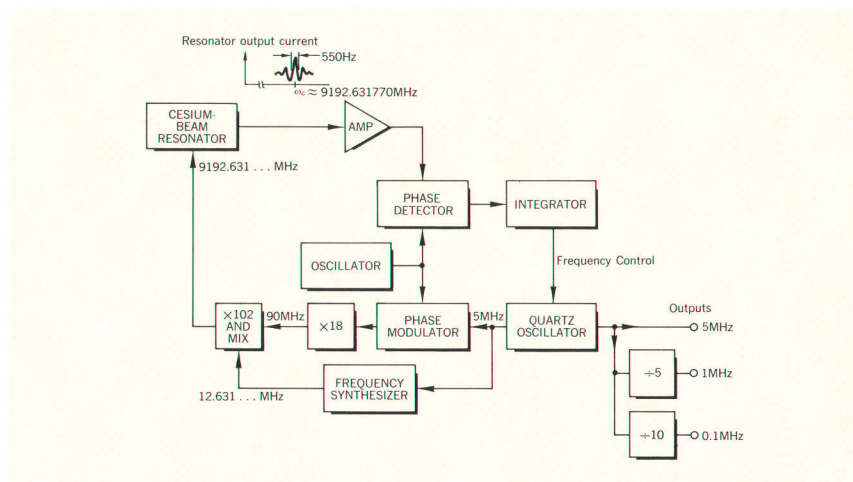 Resonator output current
550Hz
ωc ≈ 9192.631770MHz
CESIUM-
BEAM
RESONATOR
AMP
9192.631 . . . MHz
PHASE
DETECTOR
INTEGRATOR
OSCILLATOR
Frequency Control
×102
AND
MIX
90MHz
×18
PHASE
MODULATOR
5MHz
QUARTZ
OSCILLATOR
Outputs
5MHz
FREQUENCY
SYNTHESIZER
12.631 . . . MHz
÷5
1MHz
÷10
0.1MHz